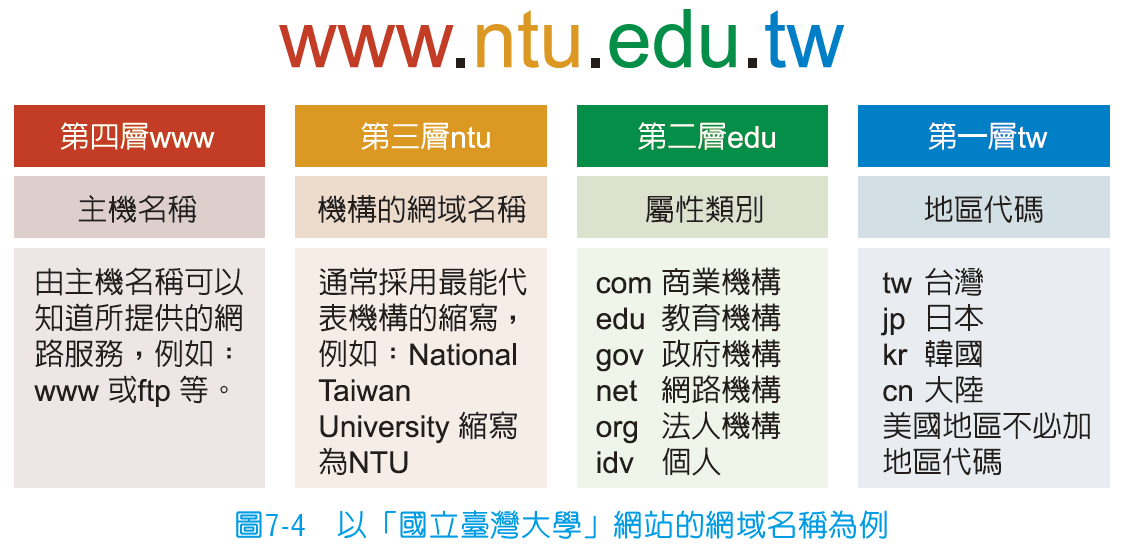 www.ntu.edu.tw
第四層www
主機名稱
由主機名稱可以
知道所提供的網
路服務，例如：
www 或ftp 等。
第三層ntu
機構的網域名稱
通常採用最能代
表機構的縮寫，
例如：National
Taiwan
University 縮寫
為NTU
第二層edu
屬性類別
com 商業機構
edu 教育機構
gov 政府機構
net 網路機構
org 法人機構
idv 個人
第一層tw
地區代碼
tw 台灣
jp 日本
kr 韓國
cn 大陸
美國地區不必加
地區代碼
圖7-4 以「國立臺灣大學」網站的網域名稱為例